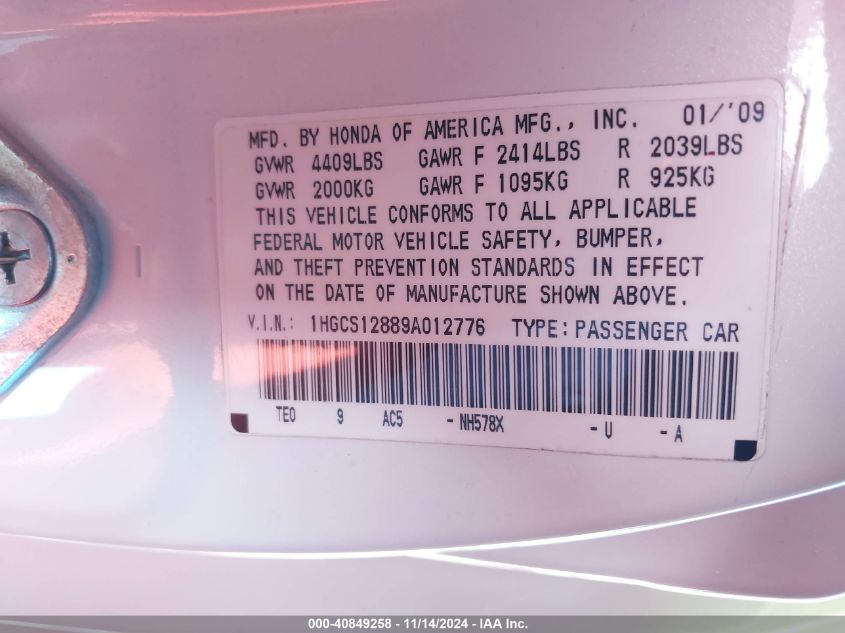 MFD. BY HONDA OF AMERICA MFG., INC. 01/'09
GVWR 4409LBS GAWR F 2414LBS R 2039LBS
GVWR 2000KG GAWR F 1095KG R 925KG
THIS VEHICLE CONFORMS TO ALL APPLICABLE
FEDERAL MOTOR VEHICLE SAFETY, BUMPER,
AND THEFT PREVENTION STANDARDS IN EFFECT
ON THE DATE OF MANUFACTURE SHOWN ABOVE.
V.I.N.: 1HGCS12889A012776 TYPE: PASSENGER CAR
TE0 9 AC5 - NH578X - U - A
000-40849258 - 11/14/2024 - IAA Inc.